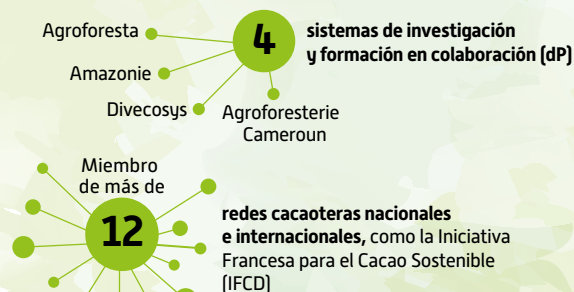 Agroforesta
Amazonie
Divecosys
Agroforesterie
Cameroun
4
sistemas de investigación
y formación en colaboración (dP)
Miembro
de más de
12
redes cacaoteras nacionales
e internacionales, como la Iniciativa
Francesa para el Cacao Sostenible
(IFCD)